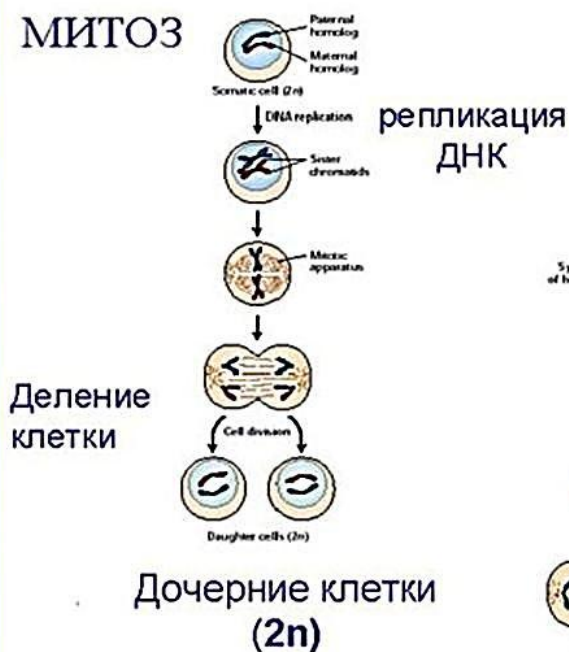 МИТОЗ
Paternal
homolog
Maternal
homolog
Somatic cell (2n)
DNA replication
репликация
ДНК
Sister
chromatids
Mitotic
apparatus
of h
Деление
клетки
Cell division
Daughter cells (2n)
Дочерние клетки
(2n)